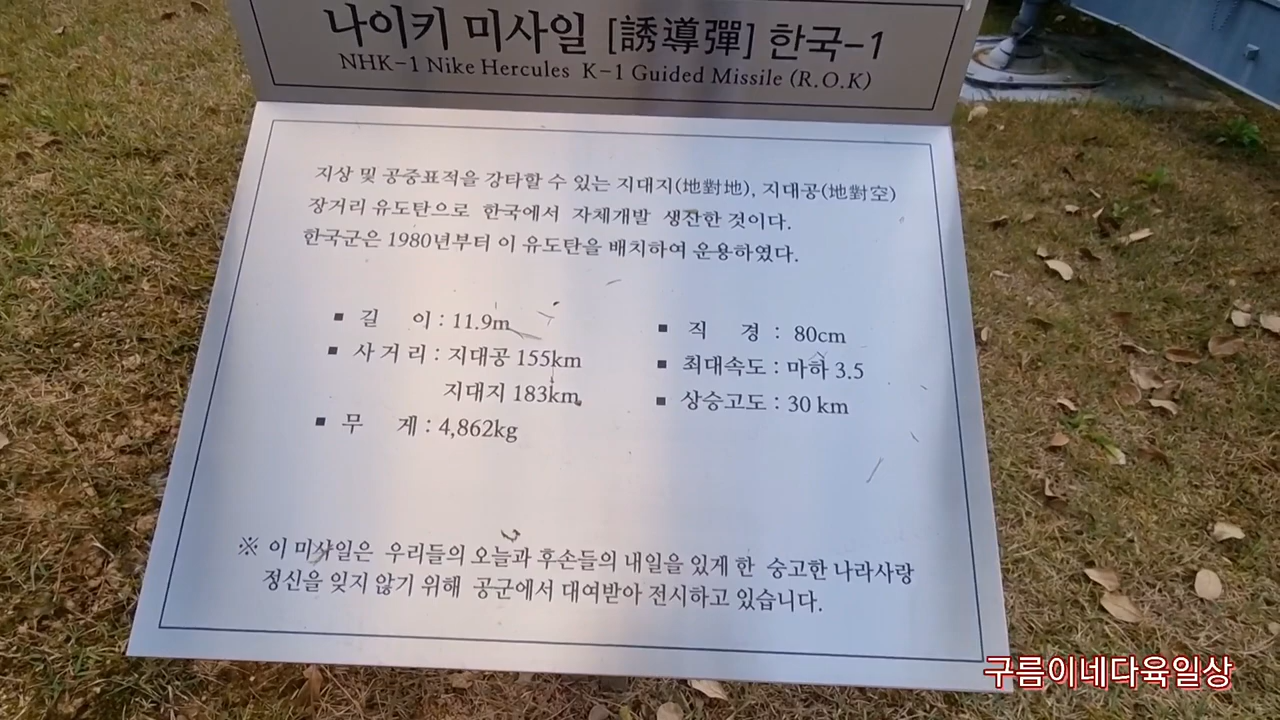 나이키 미사일 [誘導彈] 한국-1
NHK-1 Nike Hercules K-1 Guided Missile (R.O.K)
지상 및 공중표적을 강타할 수 있는 지대지(地對地), 지대공(地對空)
장거리 유도탄으로 한국에서 자체개발 생산한 것이다.
한국군은 1980년부터 이 유도탄을 배치하여 운용하였다.
■ 길 이 : 11.9m
■ 직 경 : 80cm
■ 사 거 리 : 지대공 155km
지대지 183km
■ 최대속도 : 마하 3.5
■ 상승고도 : 30 km
■ 무 게 : 4,862kg
※ 이 미사일은 우리들의 오늘과 후손들의 내일을 있게 한 숭고한 나라사랑
정신을 잊지 않기 위해 공군에서 대여받아 전시하고 있습니다.
구름이네다육일상